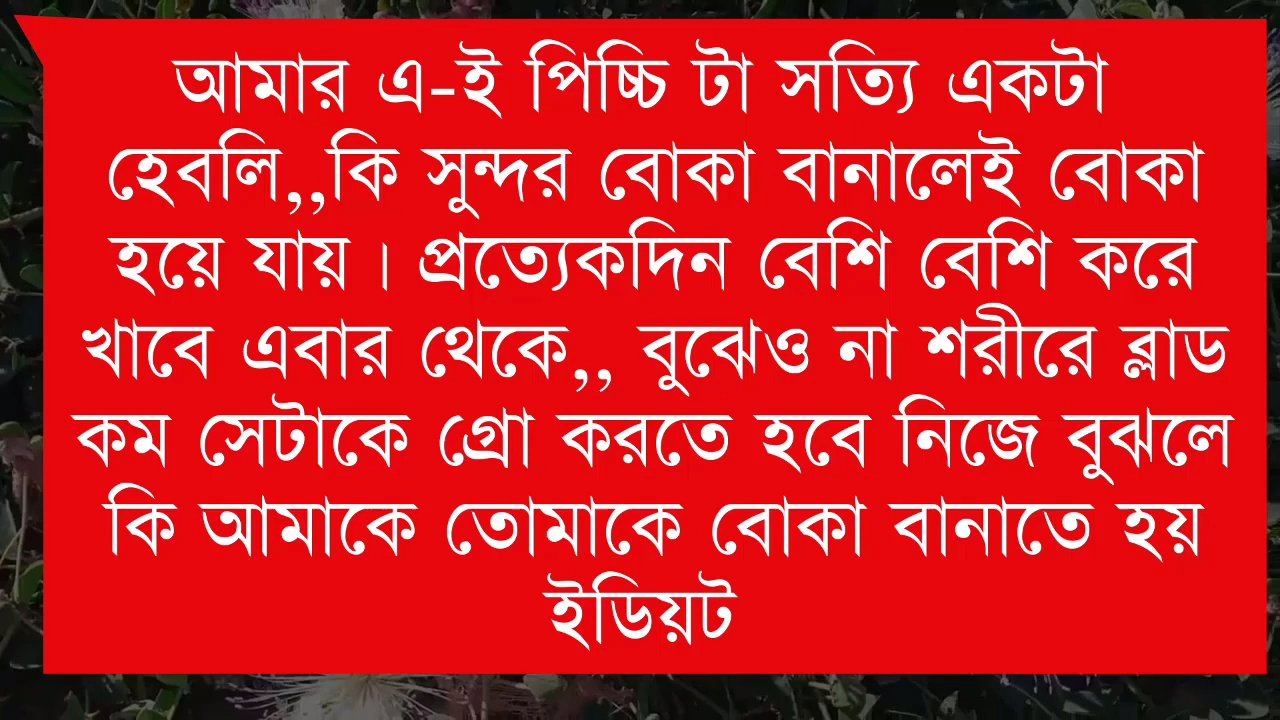 আমার এ-ই পিচ্চি টা সত্যি একটা
হেবলি,,কি সুন্দর বোকা বানালেই বোকা
হয়ে যায়। প্রত্যেকদিন বেশি বেশি করে
খাবে এবার থেকে,, বুঝেও না শরীরে ব্লাড
কম সেটাকে গ্রো করতে হবে নিজে বুঝলে
কি আমাকে তোমাকে বোকা বানাতে হয়
ইডিয়ট